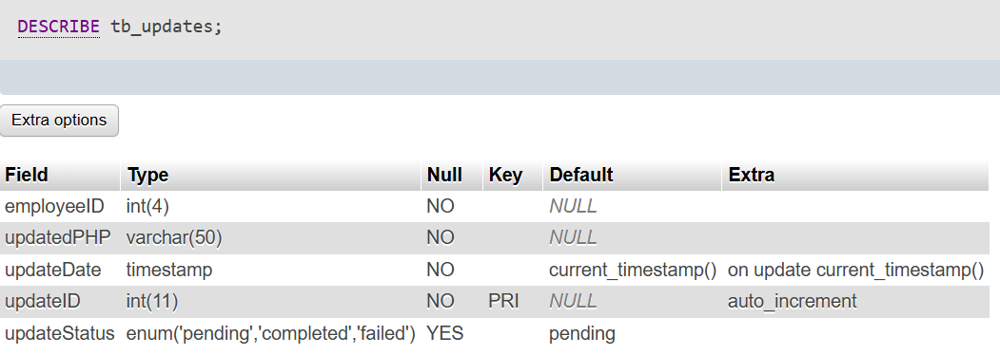 DESCRIBE tb_updates;
Extra options
Field Type Null Key Default Extra
employeeID int(4) NO NULL
updatedPHP varchar(50) NO NULL
updateDate timestamp NO current_timestamp() on update current_timestamp()
updateID int(11) NO PRI NULL auto_increment
updateStatus enum('pending','completed','failed') YES pending